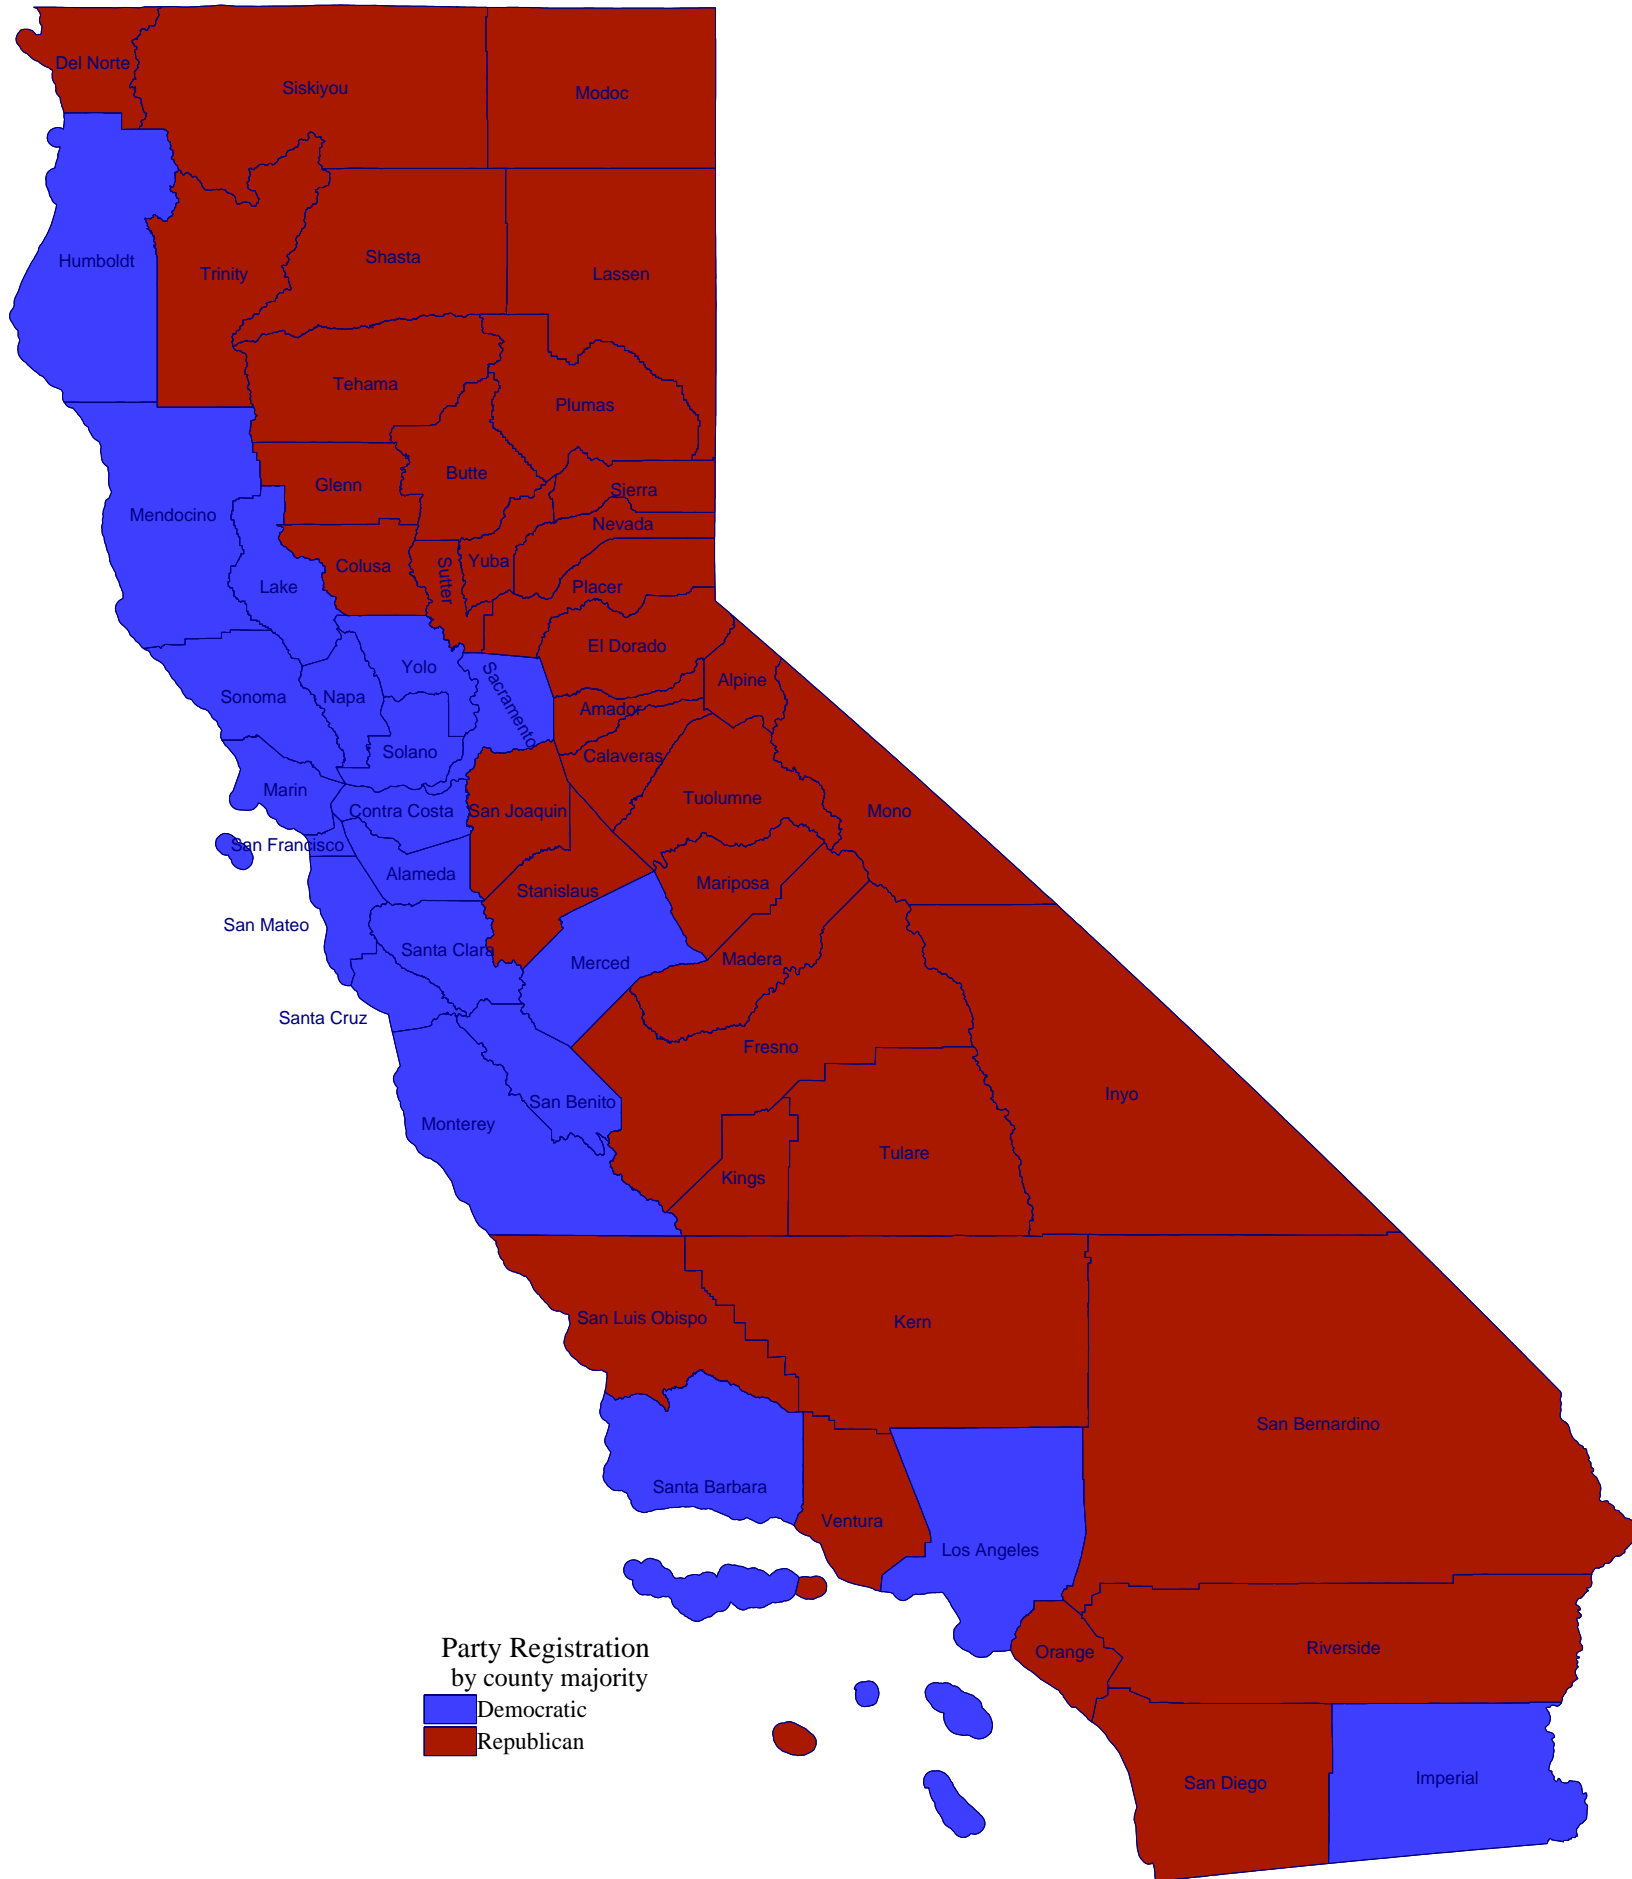 Del Norte
Siskiyou
Modoc
Humboldt
Trinity
Shasta
Lassen
Tehama
Plumas
Butte
Glenn
Sierra
Mendocino
Nevada
Colusa
Sutter
Yuba
Lake
Placer
El Dorado
Yolo
Sacramento
Alpine
Sonoma
Napa
Amador
Solano
Calaveras
Marin
Tuolumne
Contra Costa
San Joaquin
Mono
San Francisco
Alameda
Mariposa
Stanislaus
San Mateo
Santa Clara
Merced
Madera
Santa Cruz
Fresno
San Benito
Inyo
Monterey
Tulare
Kings
San Luis Obispo
Kern
San Bernardino
Santa Barbara
Ventura
Los Angeles
Orange
Riverside
San Diego
Imperial
Party Registration
by county majority
Democratic
Republican